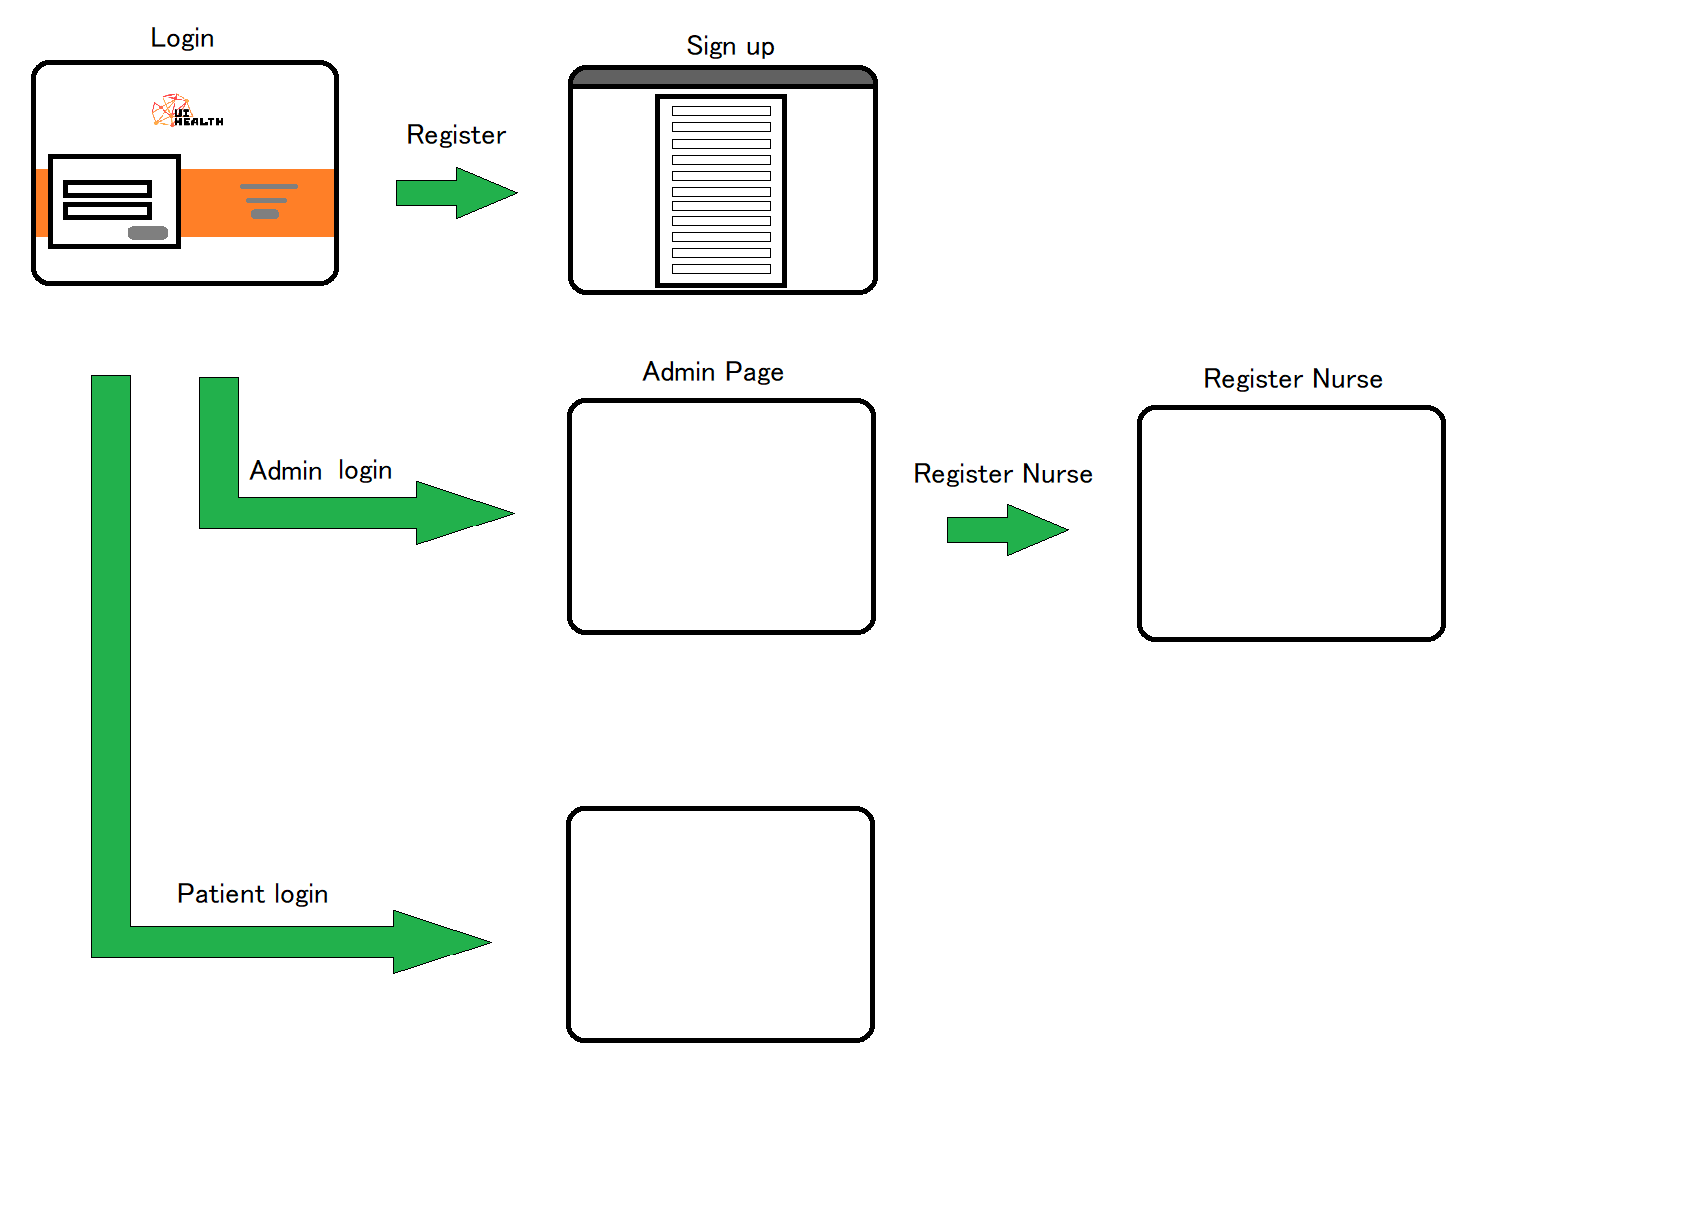 Login
Sign up
UI
HEALTH
Register
Admin Page
Register Nurse
Admin login
Register Nurse
Patient login